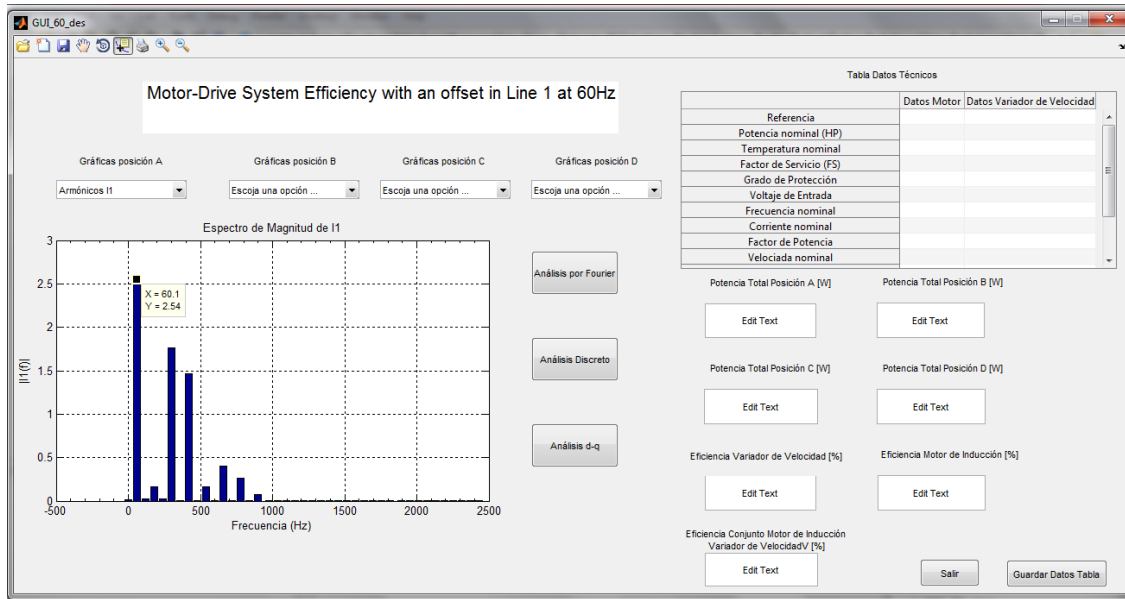 GUI_60_des
Motor-Drive System Efficiency with an offset in Line 1 at 60Hz
Gráficas posición A
Gráficas posición B
Gráficas posición C
Gráficas posición D
Armónicos I1
Escoja una opción ...
Escoja una opción ...
Escoja una opción ...
Espectro de Magnitud de I1
|I1(f)|
3
2.5
2
1.5
1
0.5
0
X = 60.1
Y = 2.54
-500
0
500
1000
1500
2000
2500
Frecuencia (Hz)
Análisis por Fourier
Análisis Discreto
Análisis d-q
Tabla Datos Técnicos
Datos Motor Datos Variador de Velocidad
Referencia
Potencia nominal (HP)
Temperatura nominal
Factor de Servicio (FS)
Grado de Protección
Voltaje de Entrada
Frecuencia nominal
Corriente nominal
Factor de Potencia
Velociada nominal
Potencia Total Posición A [W]
Potencia Total Posición B [W]
Edit Text
Edit Text
Potencia Total Posición C [W]
Potencia Total Posición D [W]
Edit Text
Edit Text
Eficiencia Variador de Velocidad [%]
Eficiencia Motor de Inducción [%]
Edit Text
Edit Text
Eficiencia Conjunto Motor de Inducción
Variador de VelocidadV [%]
Edit Text
Salir
Guardar Datos Tabla